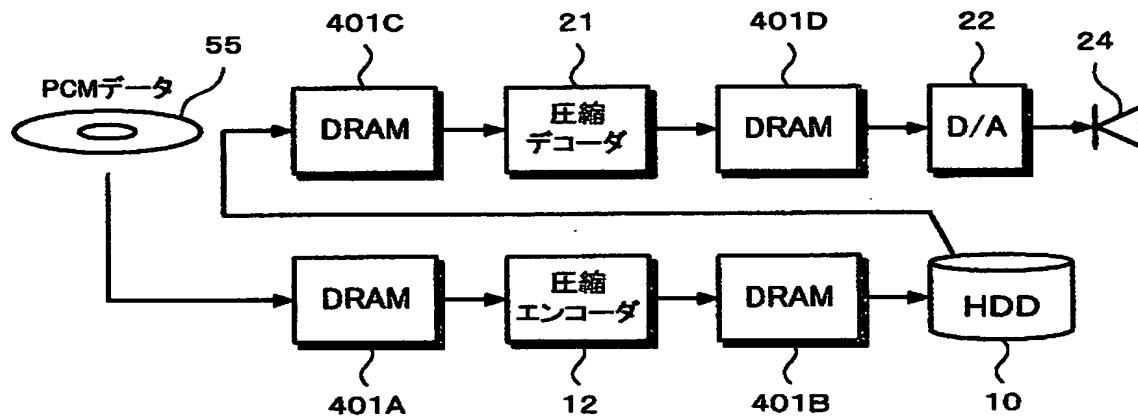 401C
21
401D
22
24
55
PCMデータ
DRAM
圧縮
デコーダ
DRAM
D/A
DRAM
圧縮
エンコーダ
DRAM
HDD
401A
12
401B
10